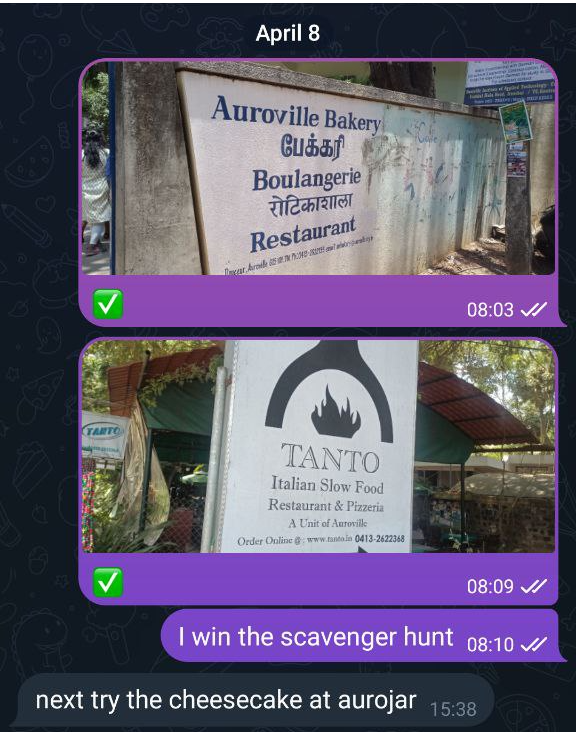 April 8
Auroville Bakery
பேக்கரி
Boulangerie
रोटिकाशाला
Restaurant
✅
08:03
TANTO
TANTO
Italian Slow Food
Restaurant & Pizzeria
A Unit of Auroville
Order Online @ : www.tanto.in 0413-2622368
✅
08:09
I win the scavenger hunt 08:10
next try the cheesecake at aurojar 15:38